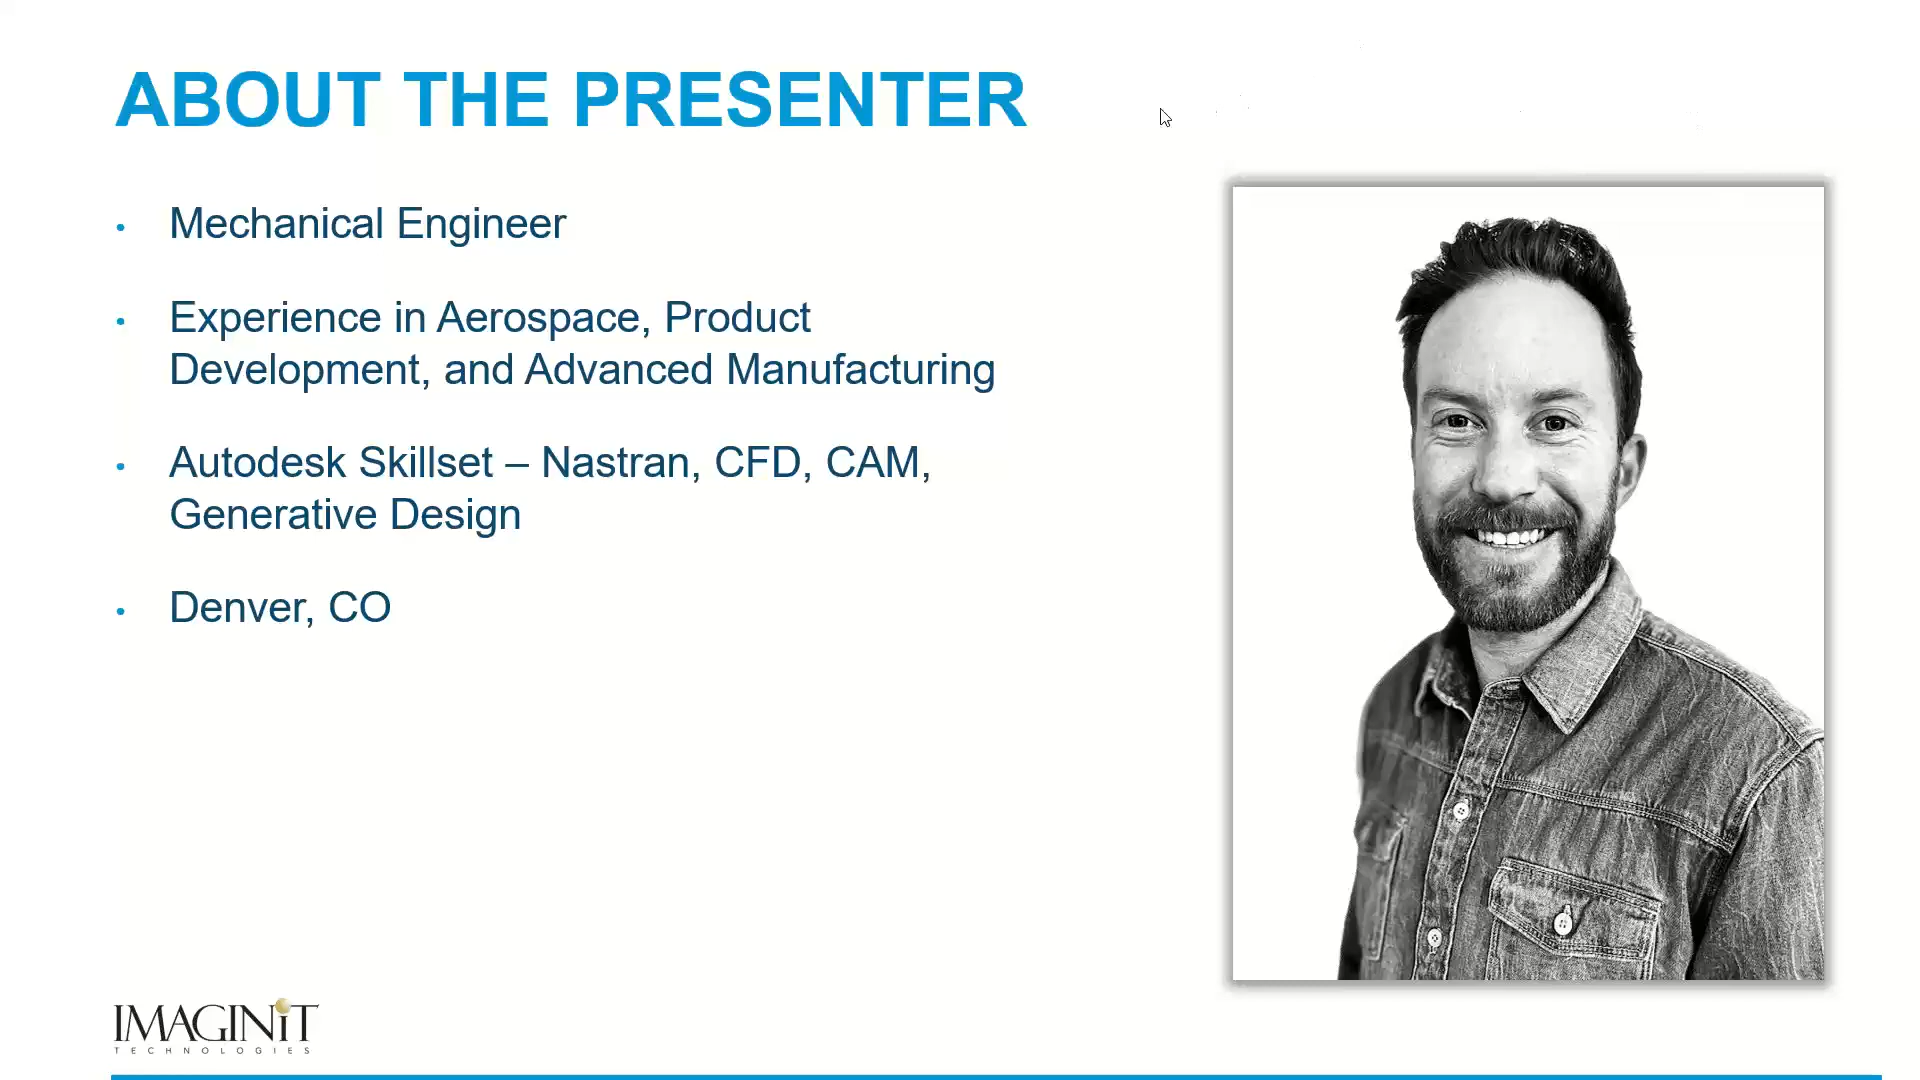 ABOUT THE PRESENTER
• Mechanical Engineer
• Experience in Aerospace, Product
Development, and Advanced Manufacturing
• Autodesk Skillset – Nastran, CFD, CAM,
Generative Design
• Denver, CO
IMAGINiT
TECHNOLOGIES